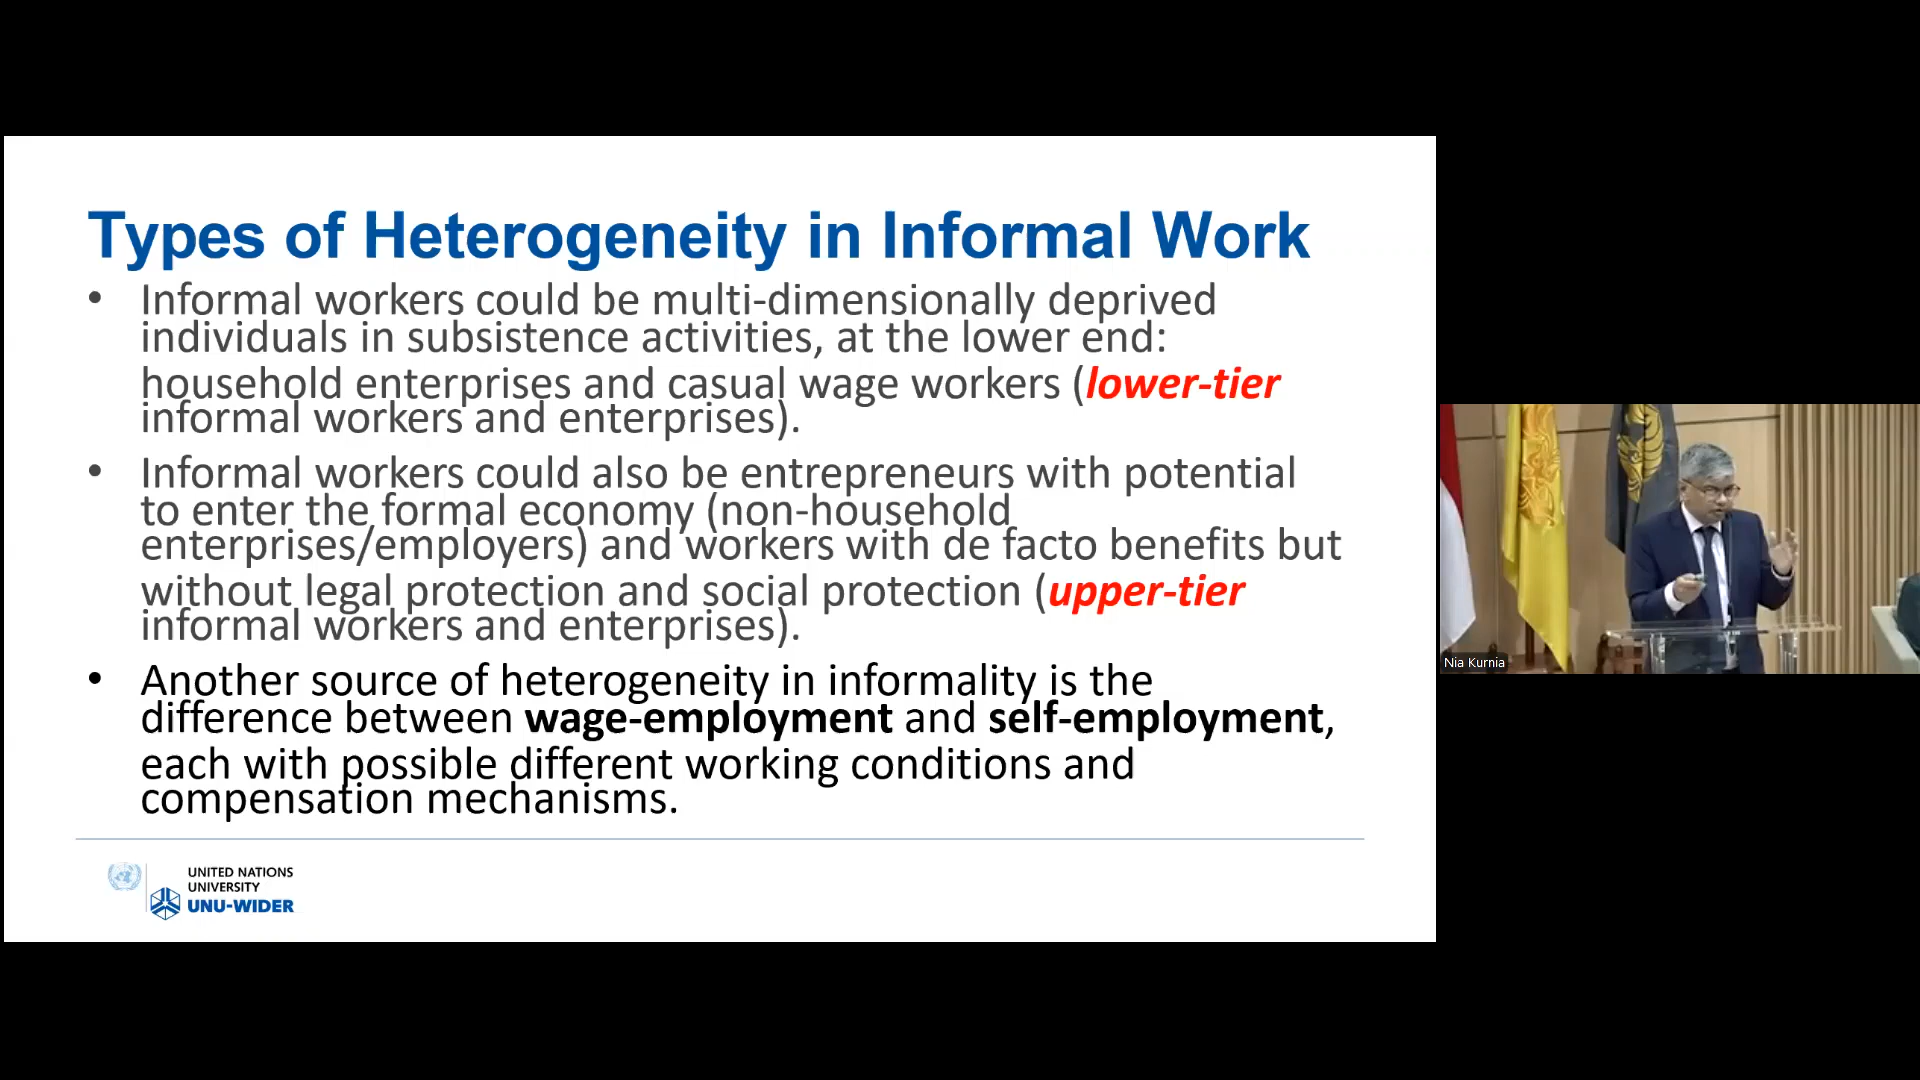 Types of Heterogeneity in Informal Work
• Informal workers could be multi-dimensionally deprived
individuals in subsistence activities, at the lower end:
household enterprises and casual wage workers (lower-tier
informal workers and enterprises).
• Informal workers could also be entrepreneurs with potential
to enter the formal economy (non-household
enterprises/employers) and workers with de facto benefits but
without legal protection and social protection (upper-tier
informal workers and enterprises).
• Another source of heterogeneity in informality is the
difference between wage-employment and self-employment,
each with possible different working conditions and
compensation mechanisms.
UNITED NATIONS
UNIVERSITY
UNU-WIDER
Nia Kurnia